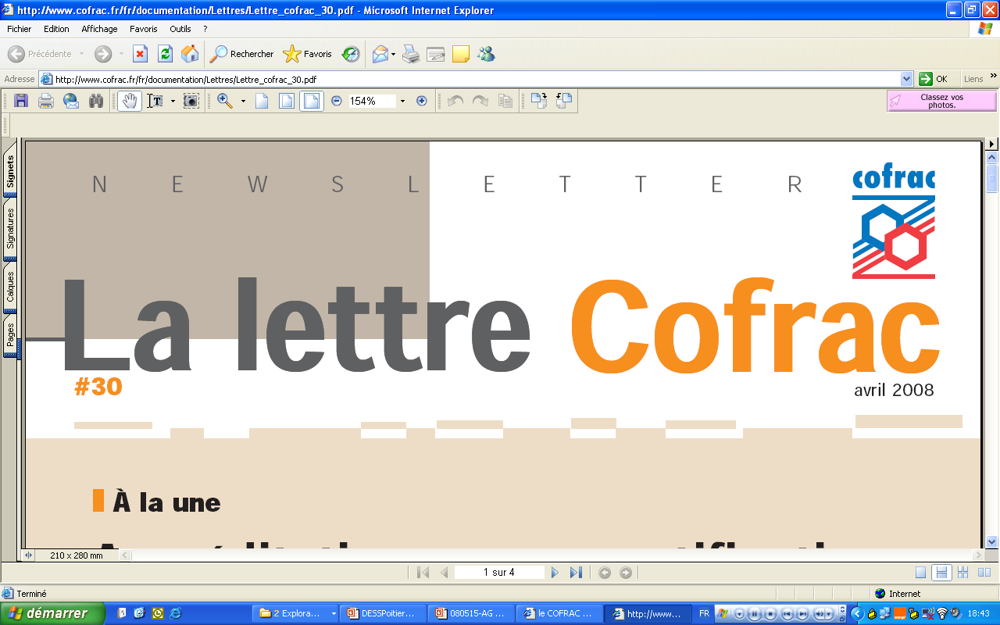 http://www.cofrac.fr/fr/documentation/Lettres/Lettre_cofrac_30.pdf - Microsoft Internet Explorer
Fichier Edition Affichage Favoris Outils ?
Précédente Rechercher Favoris
Adresse http://www.cofrac.fr/fr/documentation/Lettres/Lettre_cofrac_30.pdf OK Liens »
154% Classez vos
photos.
Signets
Signatures
Calques
Pages
NEWSLETTER
cofrac
La lettre Cofrac
#30
avril 2008
À la une
210 x 280 mm
1 sur 4
Terminé Internet
démarrer 2 Explora... DESSPoitier... 080515-AG ... le COFRAC ... http://www... FR 18:43